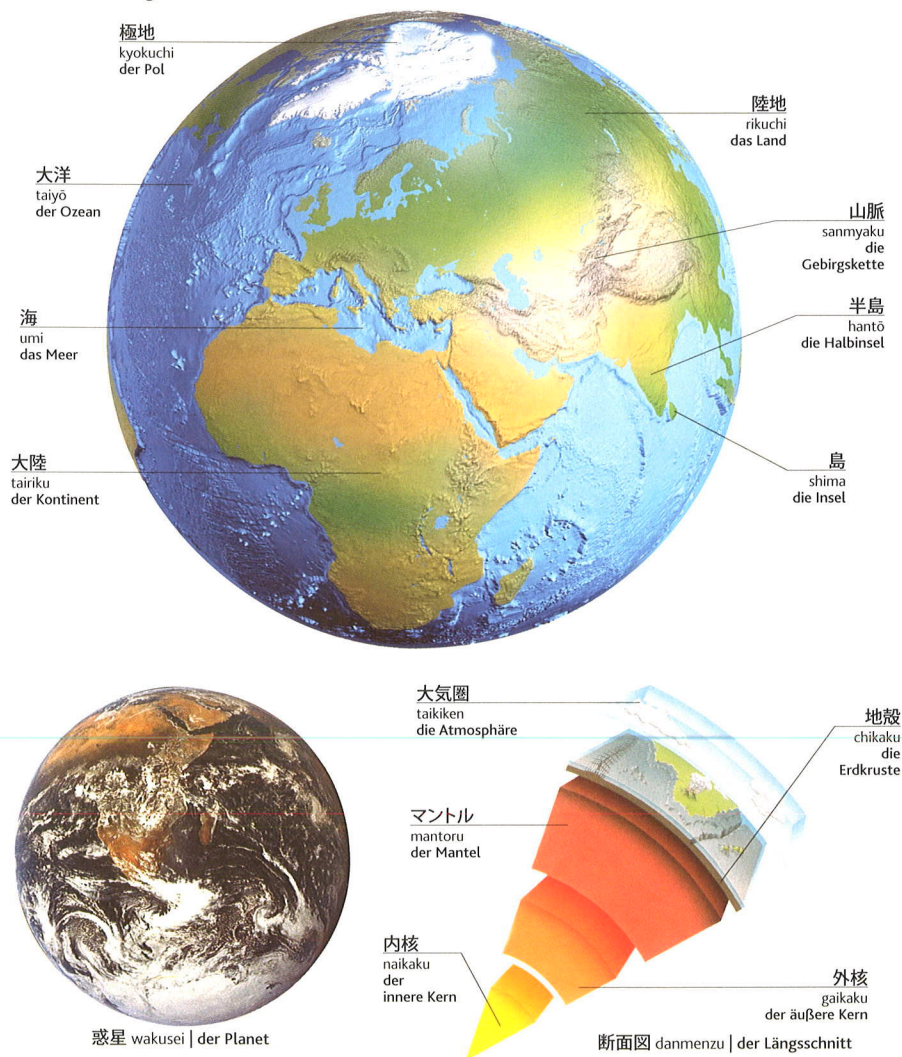 極地
kyokuchi
der Pol
陸地
rikuchi
das Land
大洋
taiyō
der Ozean
山脈
sanmyaku
die
Gebirgskette
半島
hantō
die Halbinsel
海
umi
das Meer
大陸
tairiku
der Kontinent
島
shima
die Insel
大気圏
taikiken
die Atmosphäre
地殻
chikaku
die
Erdkruste
マントル
mantoru
der Mantel
内核
naikaku
der
innere Kern
外核
gaikaku
der äußere Kern
惑星 wakusei | der Planet
断面図 danmenzu | der Längsschnitt